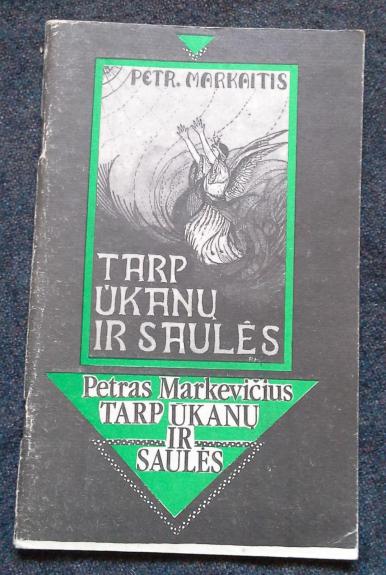 PETR. MARKAITIS
TARP
ŪKANŲ
IR SAULĖS
Petras Markevičius
TARP ŪKANŲ
IR
SAULĖS